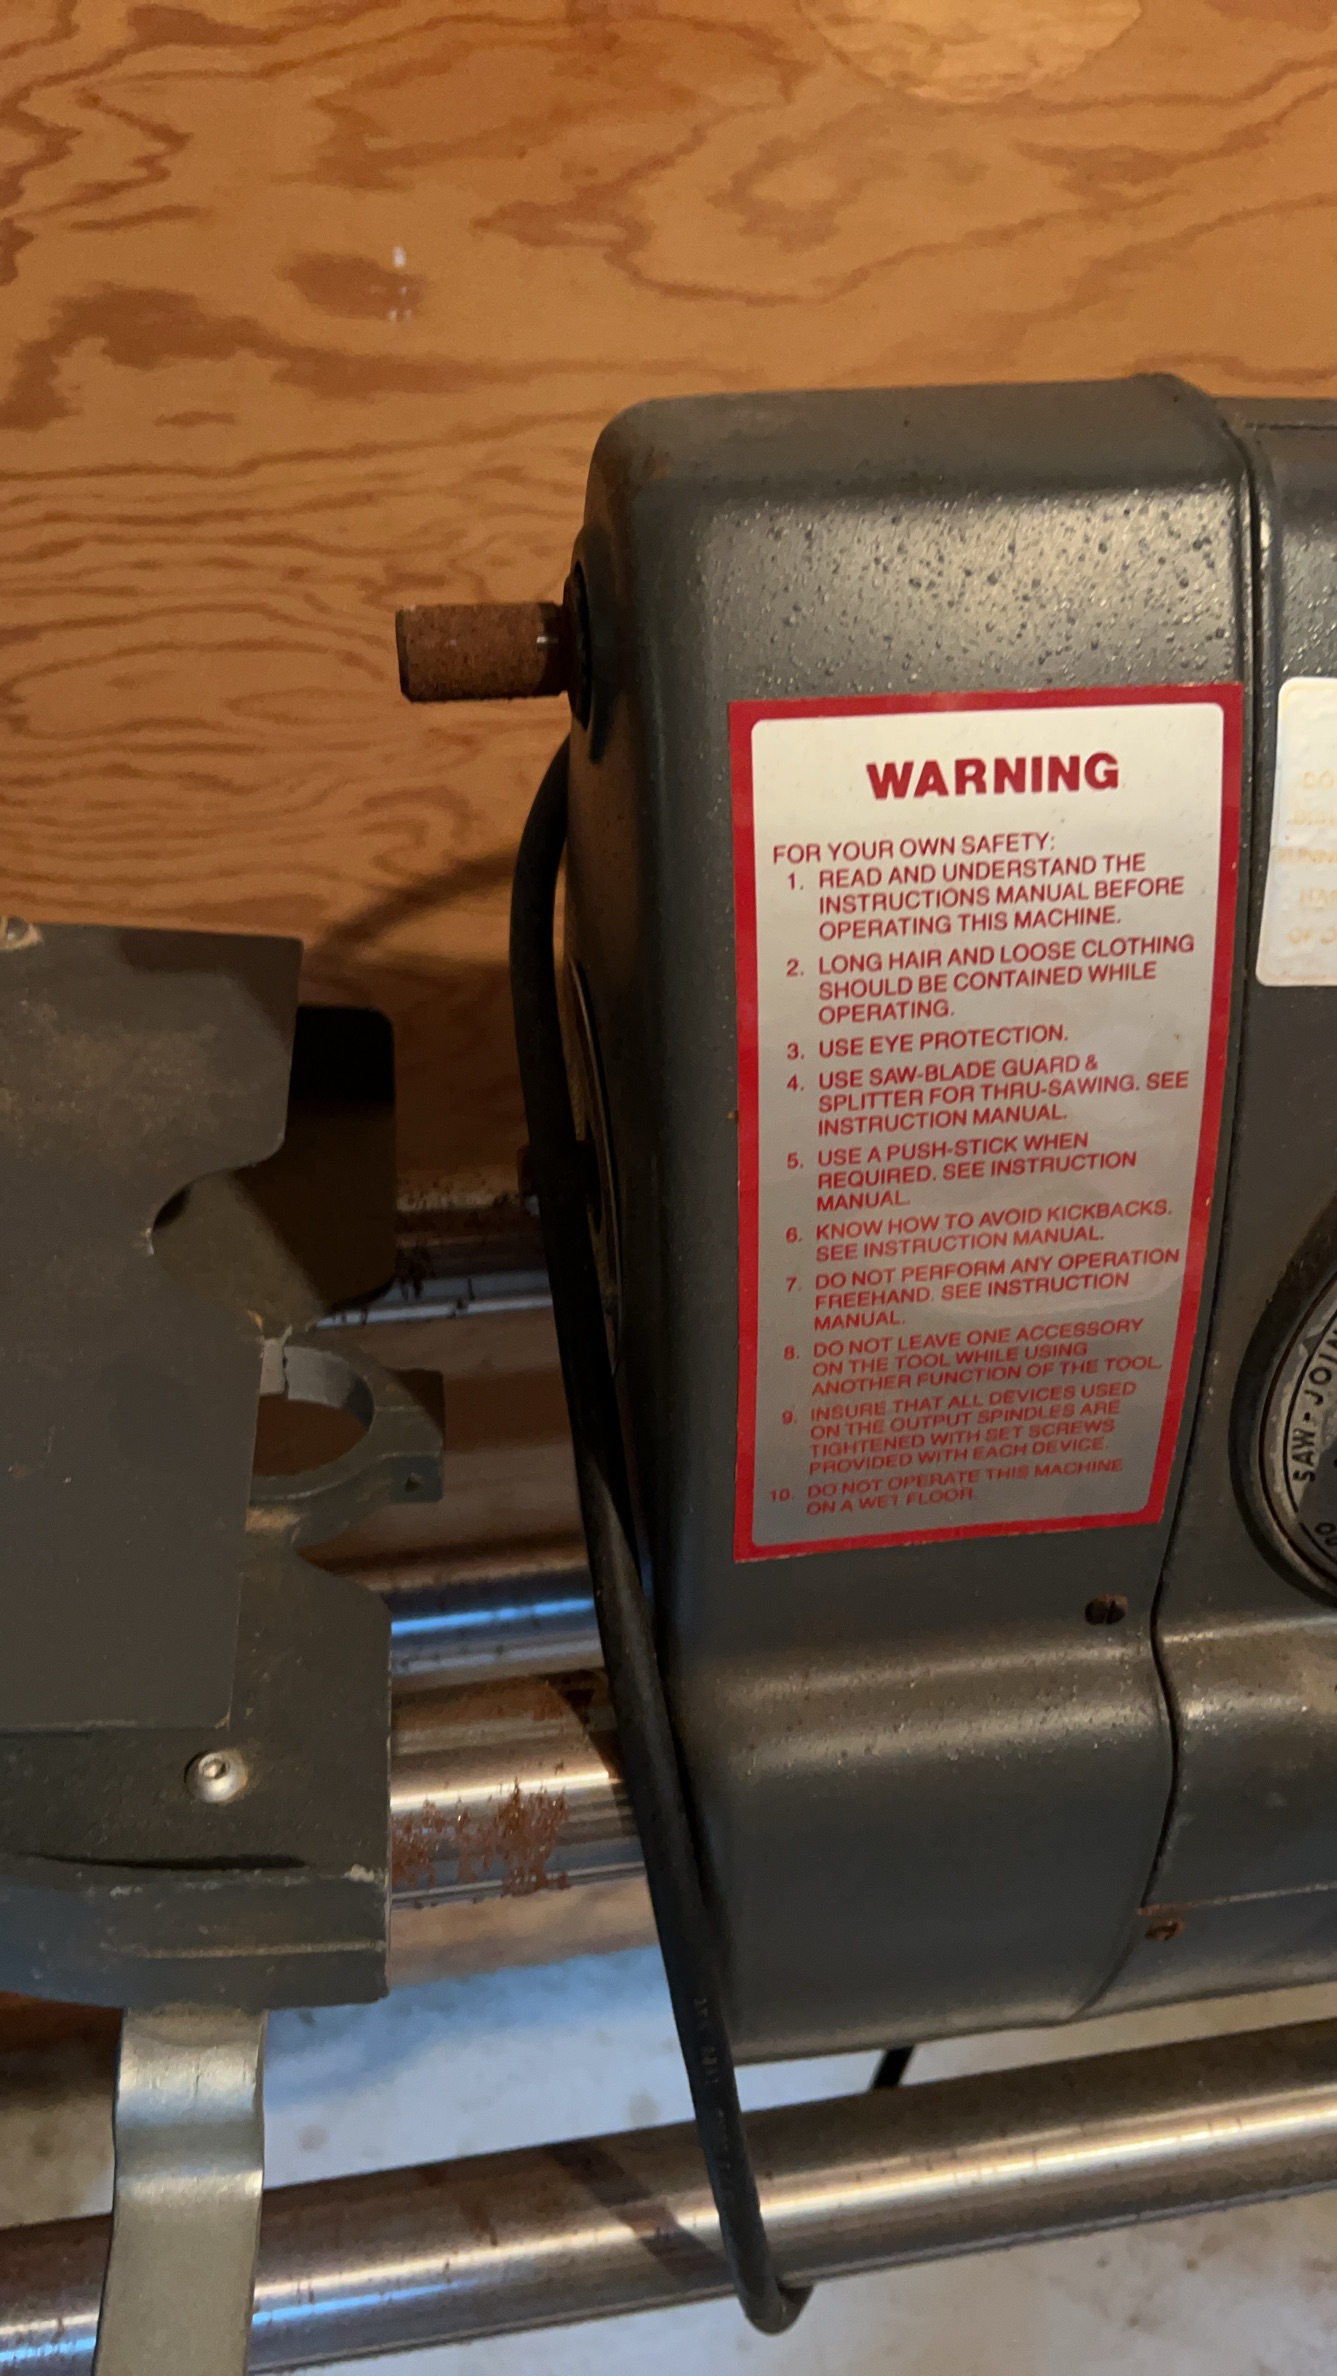 WARNING
FOR YOUR OWN SAFETY:
1. READ AND UNDERSTAND THE
INSTRUCTIONS MANUAL BEFORE
OPERATING THIS MACHINE.
2. LONG HAIR AND LOOSE CLOTHING
SHOULD BE CONTAINED WHILE
OPERATING.
3. USE EYE PROTECTION.
4. USE SAW-BLADE GUARD &
SPLITTER FOR THRU-SAWING. SEE
INSTRUCTION MANUAL.
5. USE A PUSH-STICK WHEN
REQUIRED. SEE INSTRUCTION
MANUAL.
6. KNOW HOW TO AVOID KICKBACKS.
SEE INSTRUCTION MANUAL.
7. DO NOT PERFORM ANY OPERATION
FREEHAND. SEE INSTRUCTION
MANUAL.
8. DO NOT LEAVE ONE ACCESSORY
ON THE TOOL WHILE USING
ANOTHER FUNCTION OF THE TOOL.
9. INSURE THAT ALL DEVICES USED
ON THE OUTPUT SPINDLES ARE
TIGHTENED WITH SET SCREWS
PROVIDED WITH EACH DEVICE.
10. DO NOT OPERATE THIS MACHINE
ON A WET FLOOR.
SAW